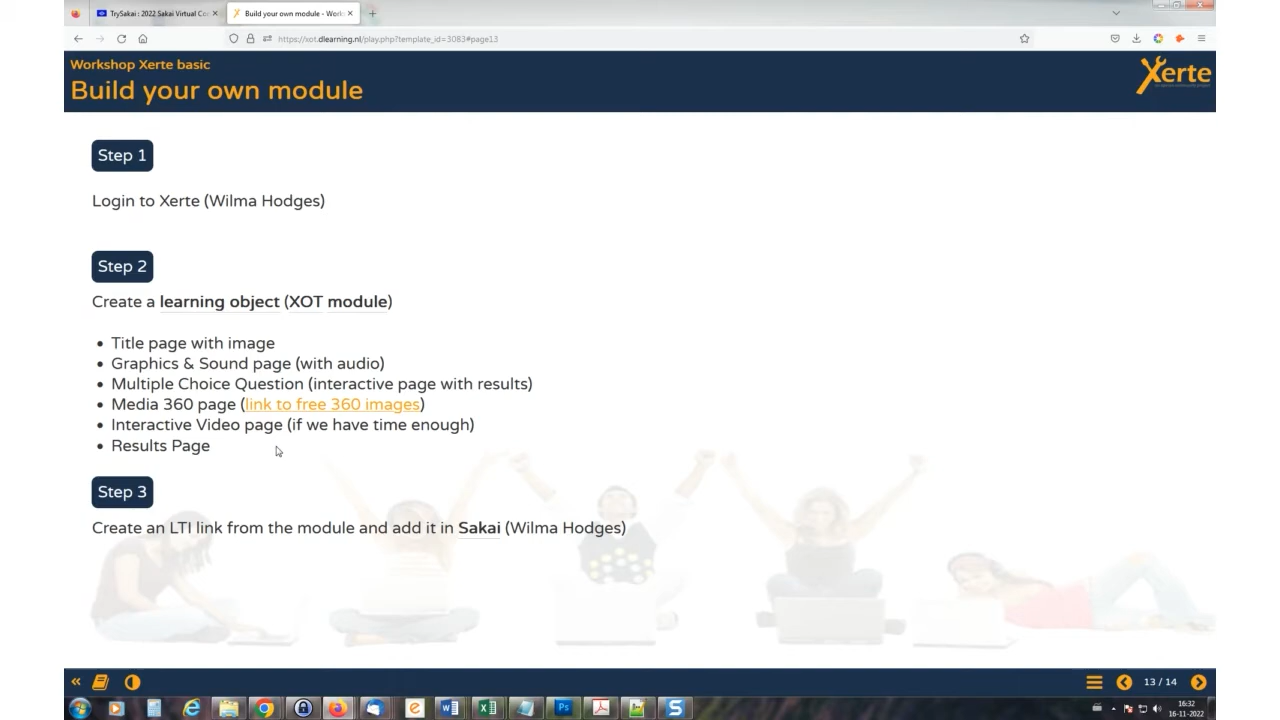 TrySakai : 2022 Sakai Virtual Co
Build your own module - Work
https://xot.dlearning.nl/play.php?template_id=3083#page13
Workshop Xerte basic
Build your own module
Xerte
Step 1
Login to Xerte (Wilma Hodges)
Step 2
Create a learning object (XOT module)
• Title page with image
• Graphics & Sound page (with audio)
• Multiple Choice Question (interactive page with results)
• Media 360 page (link to free 360 images)
• Interactive Video page (if we have time enough)
• Results Page
Step 3
Create an LTI link from the module and add it in Sakai (Wilma Hodges)
13 / 14
16:32
16-11-2022